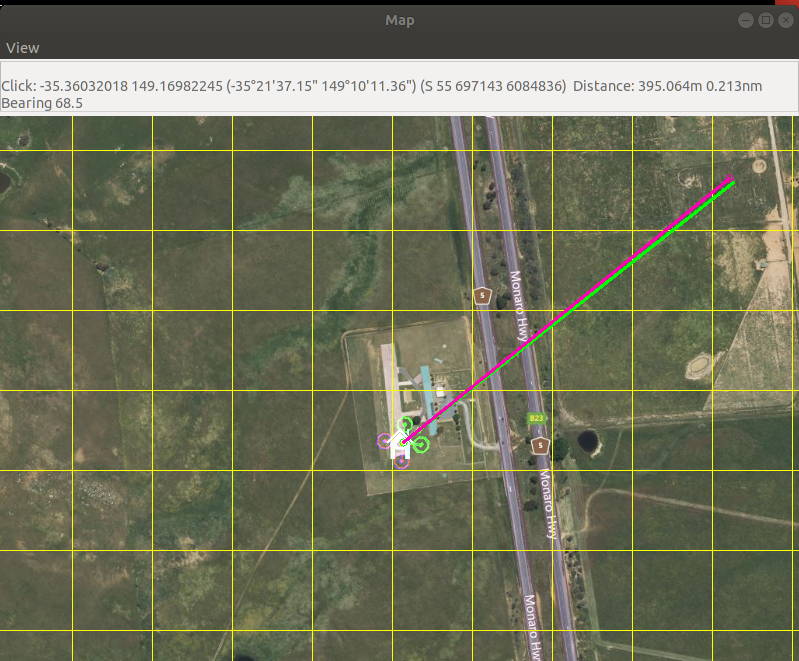 Map
View
Click: -35.36032018 149.16982245 (-35°21'37.15" 149°10'11.36") (S 55 697143 6084836)  Distance: 395.064m 0.213nm
Bearing 68.5
5
Monaro Hwy
B23
5
Monaro Hwy
Monaro Hw